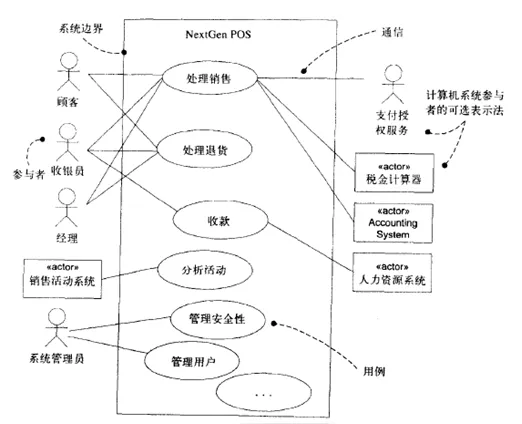 系统边界
NextGen POS
通信
处理销售
顾客
支付授
权服务
计算机系统参与
者的可选表示法
处理退货
收银员
参与者
«actor»
税金计算器
经理
收款
«actor»
Accounting
System
«actor»
销售活动系统
分析活动
«actor»
人力资源系统
管理安全性
系统管理员
管理用户
用例
...